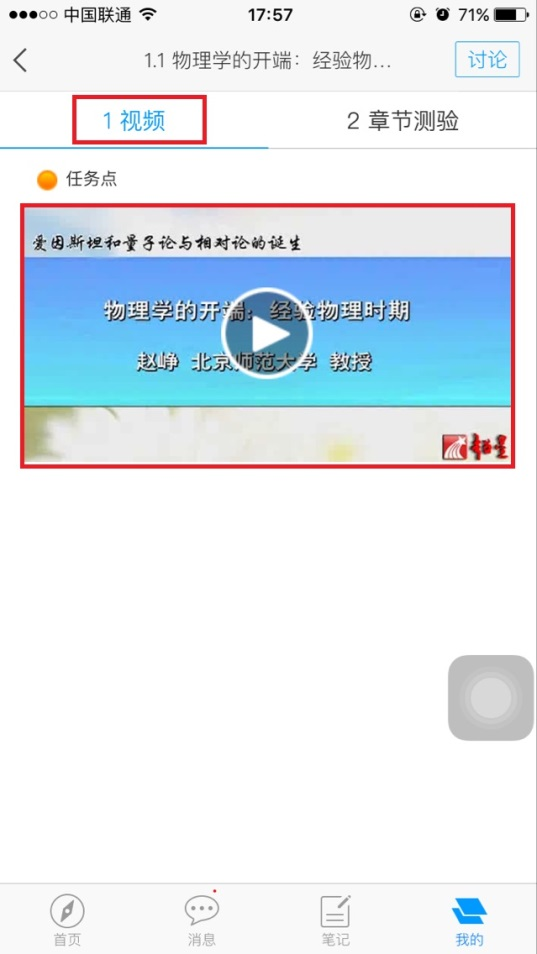 中国联通 17:57 71%
1.1 物理学的开端：经验物... 讨论
1 视频 2 章节测验
任务点
爱因斯坦和量子论与相对论的诞生
物理学的开端：经验物理时期
赵峥 北京师范大学 教授
超星
首页 消息 笔记 我的